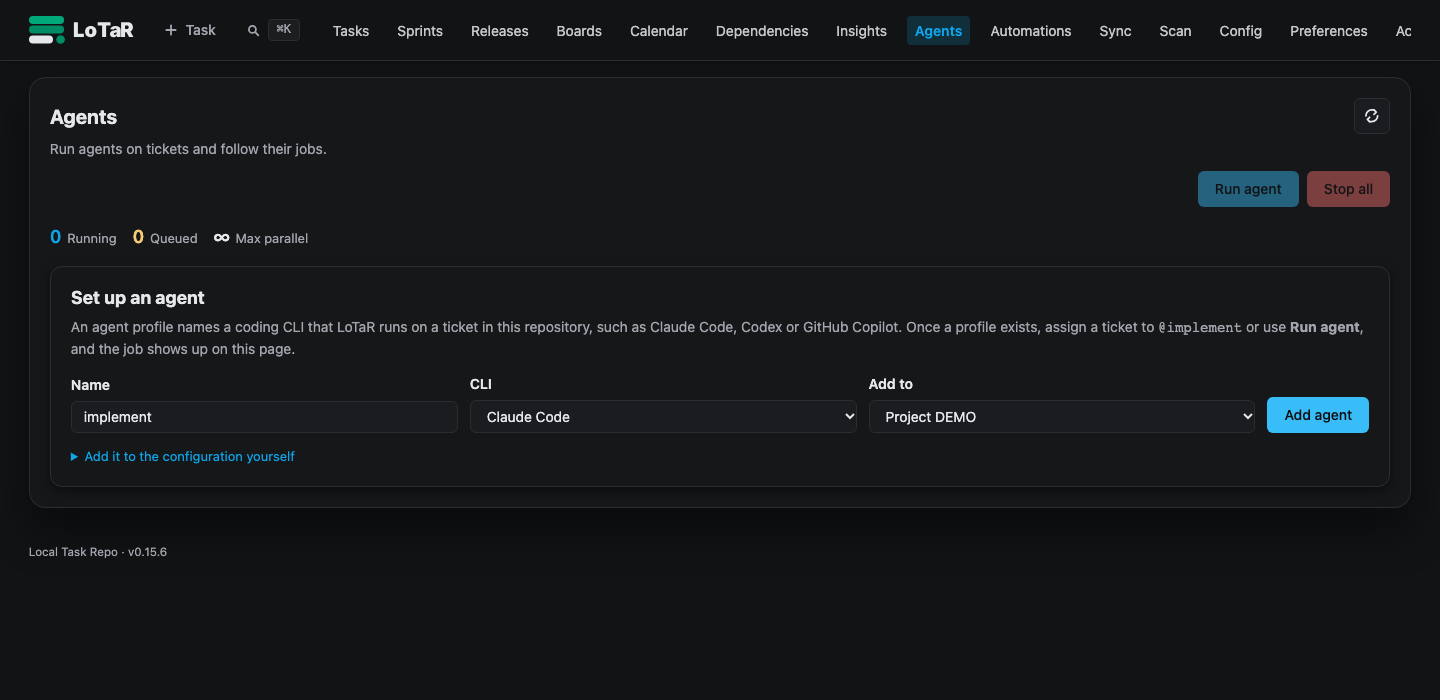 LoTaR + Task ⌘K Tasks Sprints Releases Boards Calendar Dependencies Insights Agents Automations Sync Scan Config Preferences Ac
Agents
Run agents on tickets and follow their jobs.
Run agent Stop all
0 Running 0 Queued ∞ Max parallel
Set up an agent
An agent profile names a coding CLI that LoTaR runs on a ticket in this repository, such as Claude Code, Codex or GitHub Copilot. Once a profile exists, assign a ticket to @implement or use Run agent,
and the job shows up on this page.
Name CLI Add to
implement Claude Code Project DEMO Add agent
Add it to the configuration yourself
Local Task Repo · v0.15.6